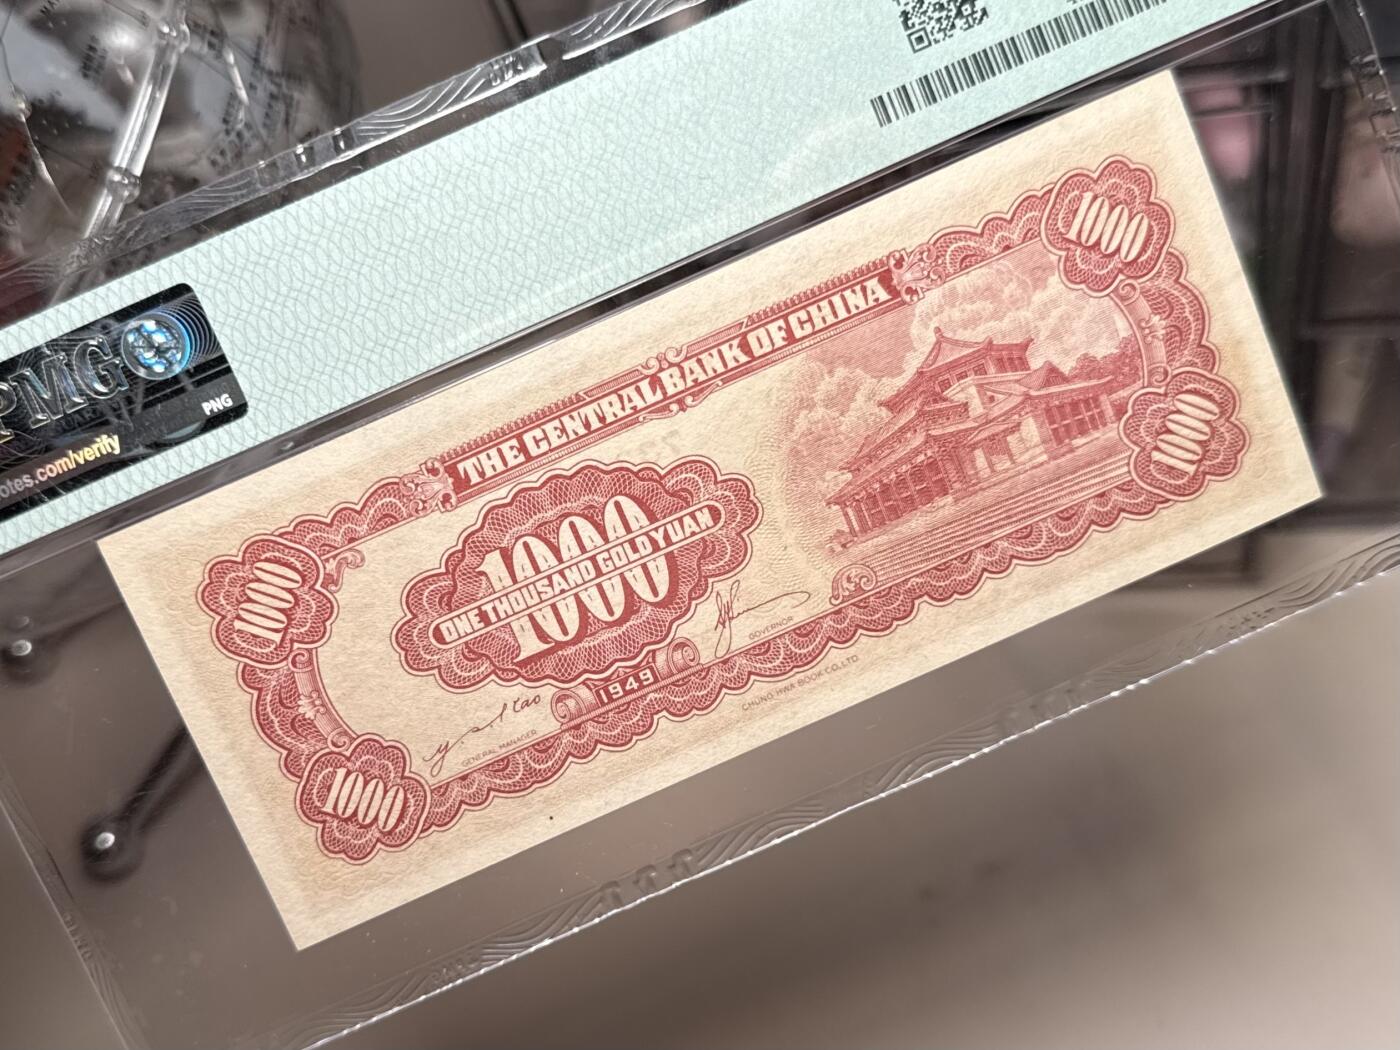 PMG
PNG
otes.com/verify
THE CENTRAL BANK OF CHINA
1000
1000
1000
1000
1000
ONE THOUSAND GOLD YUAN
GENERAL MANAGER
1949
GOVERNOR
CHUNG HWA BOOK CO., LTD